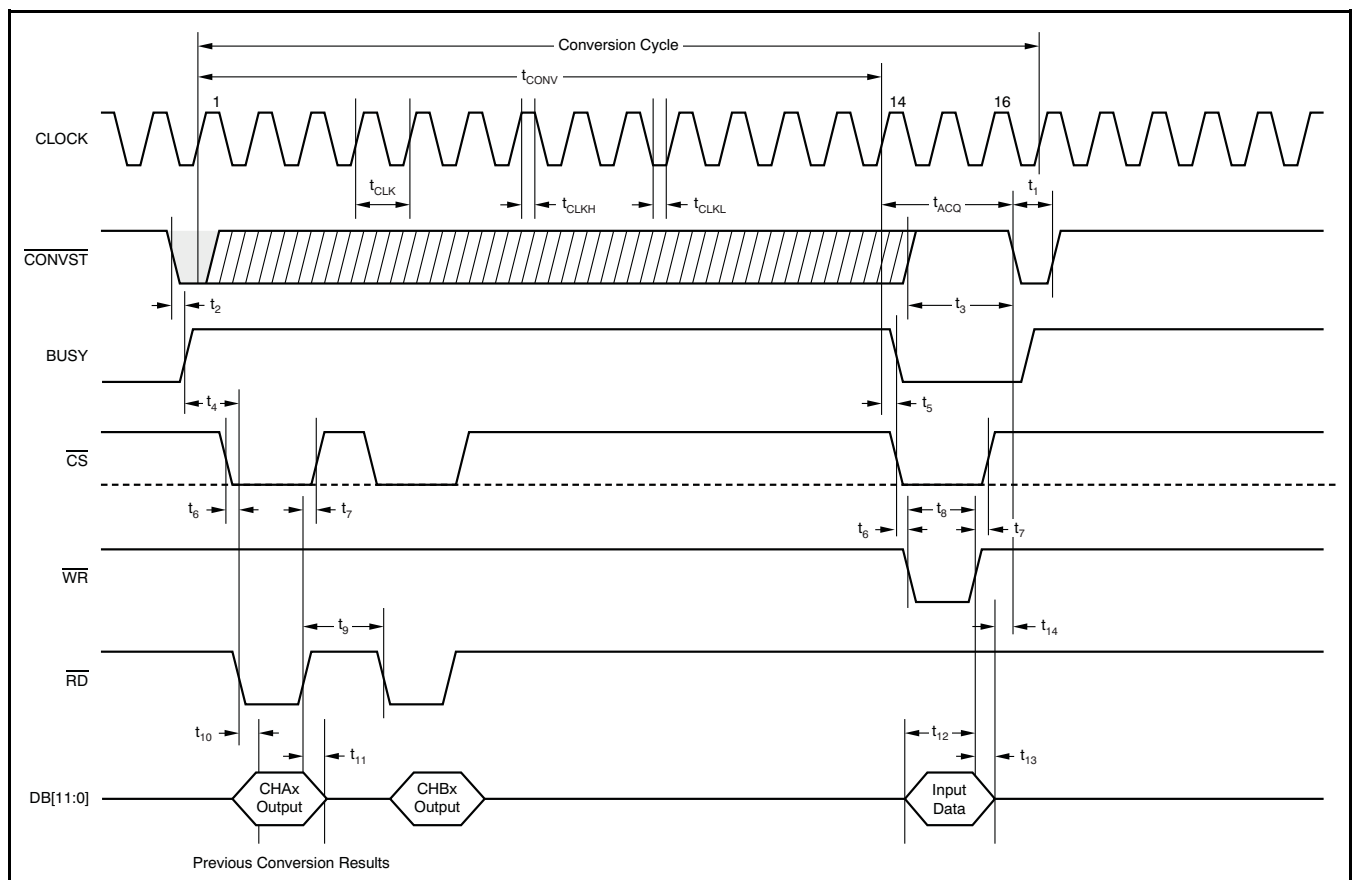 Conversion Cycle
tCONV
1 14 16
CLOCK
tCLK tCLKH tCLKL tACQ t1
CONVST
t2 t3
BUSY
t4 t5
CS
t6 t7 t8
t6 t7
WR
t9 t14
RD
t10 t11 t12 t13
DB[11:0]
CHAx
Output
CHBx
Output
Input
Data
Previous Conversion Results